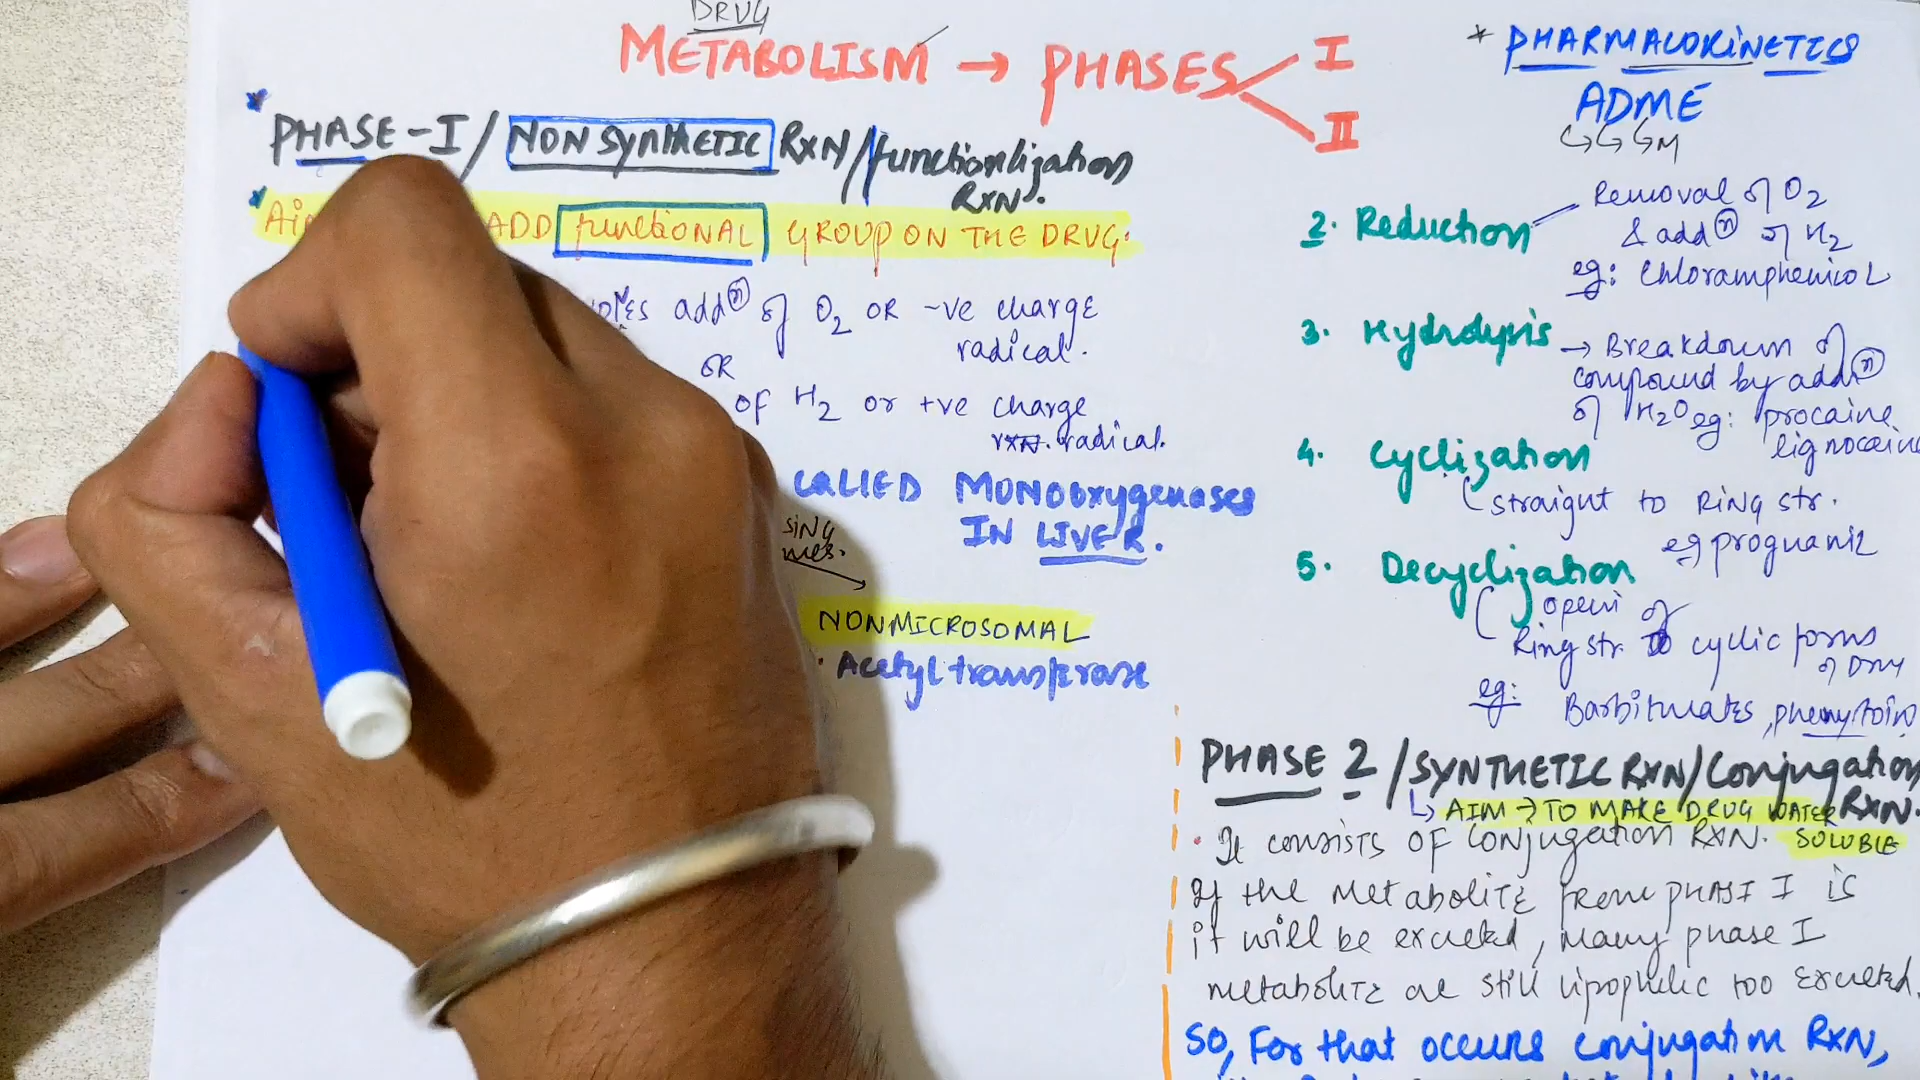 DRUG
METABOLISM → PHASES
I
II
PHASE-I / NON SYNTHETIC RXN / functionlization
RXN.
ADD functIONAL GROUP ON THE DRUG.
add(n) of O2 OR -ve charge
radical.
OR
OF H2 or +ve charge
radical.
CALLED MONOOxygenases
IN LIVER.
NONMICROSOMAL
• Acetyl transferase
* PHARMACOKINETICS
ADME
2. Reduction
Removal of O2
& add(n) of H2
eg: Chloramphenicol
3. Hydrolysis → Breakdown of
compound by add(n)
of H2O eg: procaine
lignocaine
4. Cyclization
straight to RING str.
eg proguanil
5. Decyclization
openi of
Ring str. to cyclic forms
of Drug
eg: Barbiturates, phenytoin
PHASE 2 / SYNTHETIC RXN / Conjugation
RXN.
AIM → TO MAKE DRUG WATER
SOLUBLE
• It consists OF conjugation RXN.
If the Metabolite from PHASE I is
it will be excreted, many phase I
metabolite are still lipophilic too excreted.
SO, For that occurs conjugation RXN,